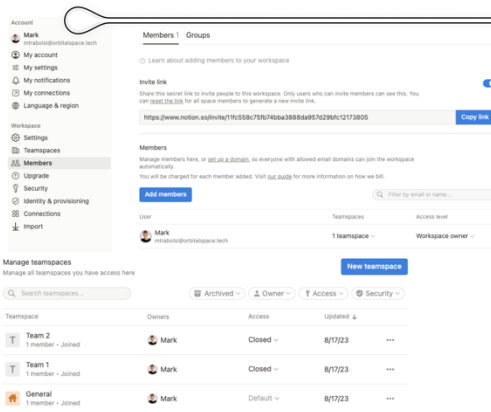 Account
Mark
mtrabolsi@orbitalspace.tech
My account
My settings
My notifications
My connections
Language & region
Workspace
Settings
Teamspaces
Members
Upgrade
Security
Identity & provisioning
Connections
Import
Members 1 Groups
Learn about adding members to your workspace
Invite link
Share this secret link to invite people to this workspace. Only users who can invite members can see this. You
can reset the link for all space members to generate a new invite link.
https://www.notion.so/invite/11fc558c75fb74bba3888da957d29bfc12173805 Copy link
Members
Manage members here, or set up a domain, so everyone with allowed email domains can join the workspace
automatically.
You will be charged for each member added. Visit our guide for more information on how we bill.
Add members Filter by email or name...
User Teamspaces Access level
Mark 1 teamspace Workspace owner
mtrabolsi@orbitalspace.tech
Manage teamspaces
Manage all teamspaces you have access here
New teamspace
Search teamspaces... Archived Owner Access Security
Teamspace Owners Access Updated
T Team 2 Mark Closed 8/17/23
1 member • Joined
T Team 1 Mark Closed 8/17/23
1 member • Joined
General Mark Default 8/17/23
1 member • Joined